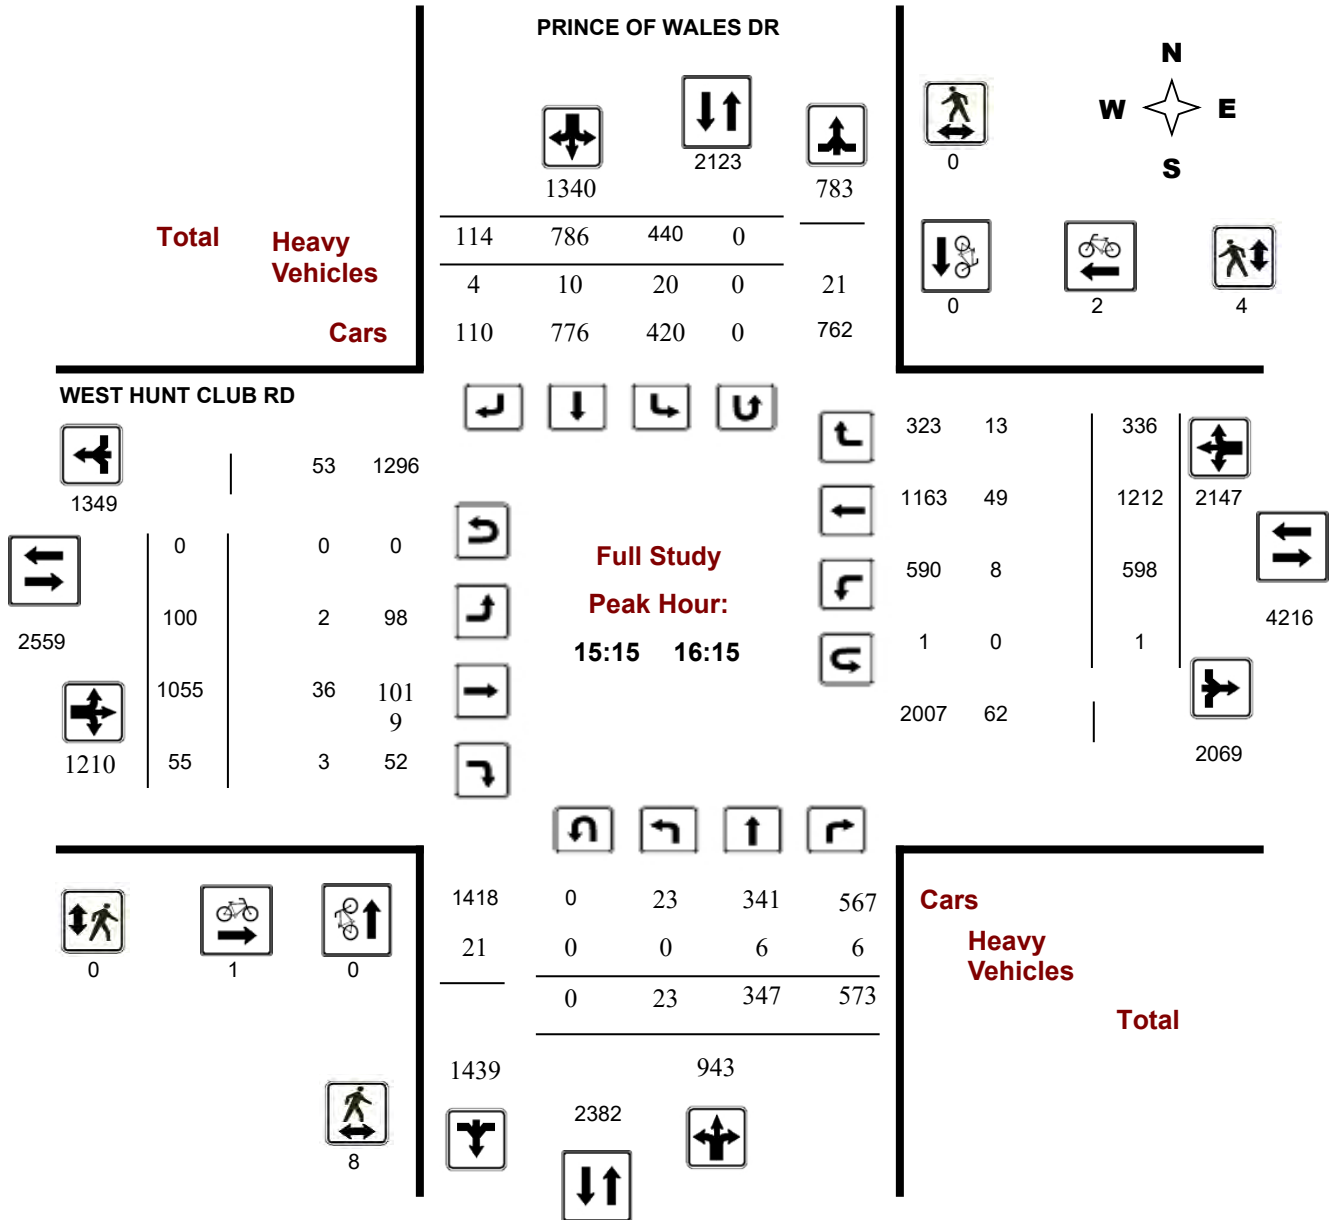 PRINCE OF WALES DR
N
W E
S
2123
0
1340 783
Total Heavy Vehicles
114 786 440 0
4 10 20 0 21
Cars 110 776 420 0 762
0 2 4
WEST HUNT CLUB RD
53 1296
1349
0 0 0
100 2 98
2559
1055 36 1019
1210 55 3 52
Full Study
Peak Hour:
15:15 16:15
323 13 336
1163 49 1212 2147
590 8 598
4216
1 0 1
2007 62
2069
1418 0 23 341 567 Cars
21 0 0 6 6 Heavy Vehicles
0 1 0
0 23 347 573 Total
1439 943
2382
8